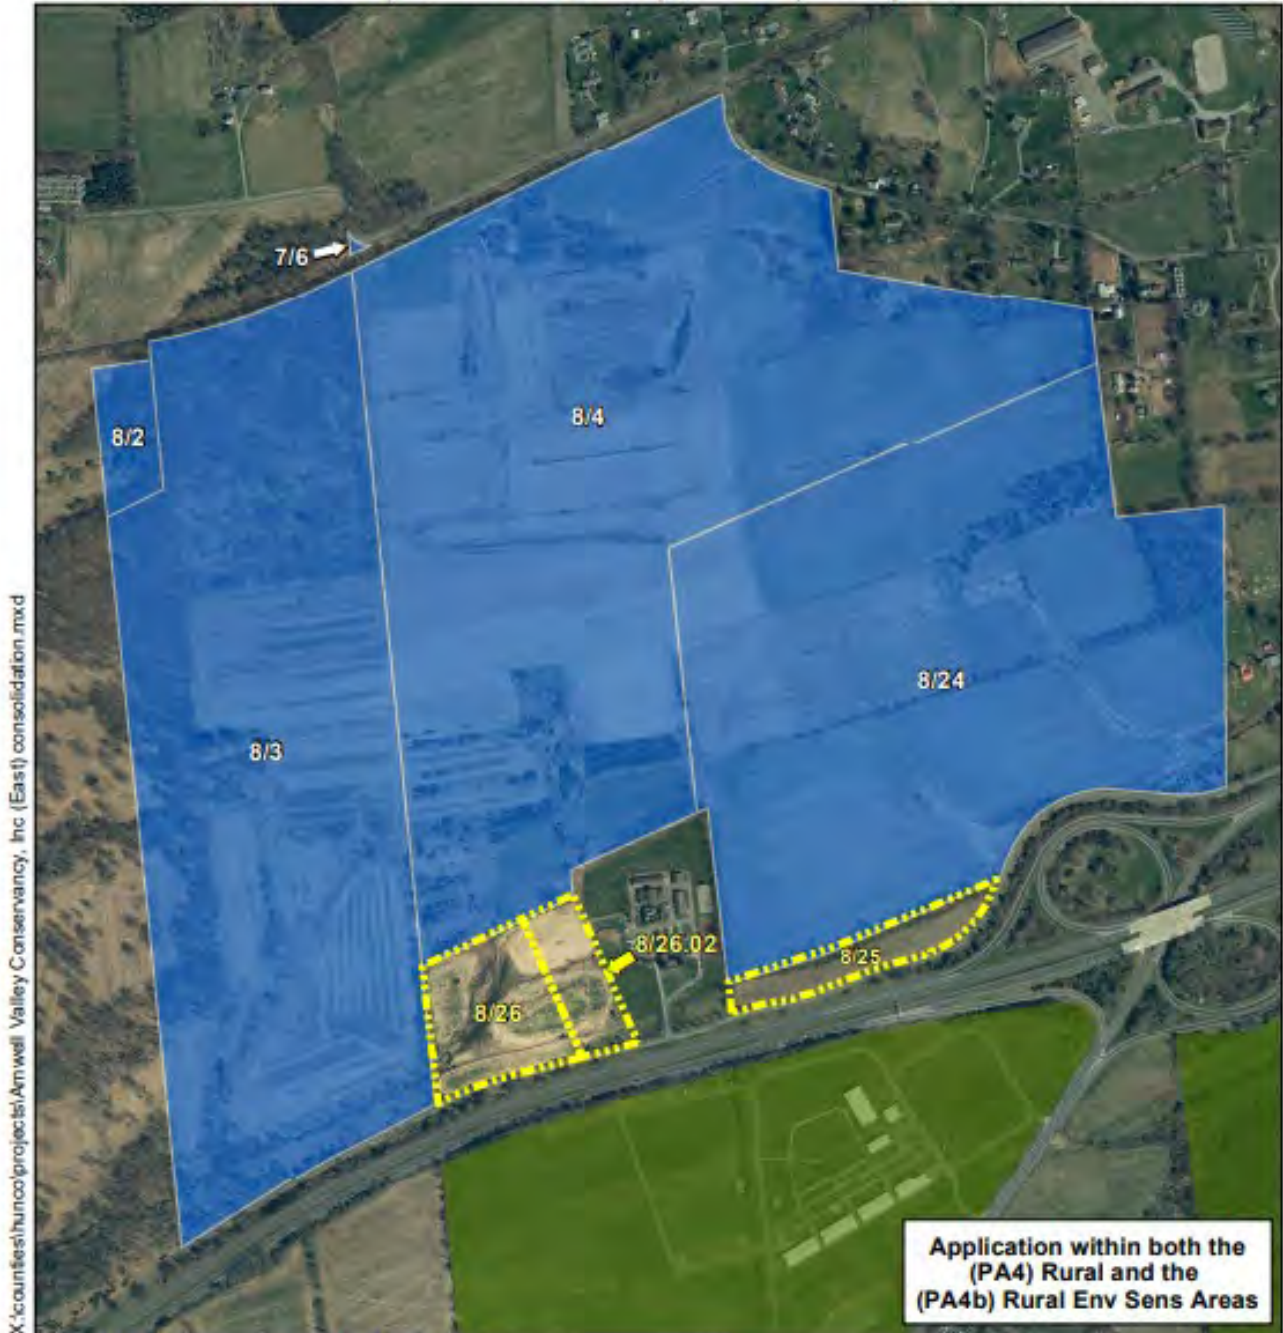 7/6
8/2
8/4
8/24
8/3
8/26.02
8/25
8/26
Application within both the
(PA4) Rural and the
(PA4b) Rural Env Sens Areas
X:\counties\hunco\projects\Amwell Valley Conservancy, Inc (East) consolidation.mxd